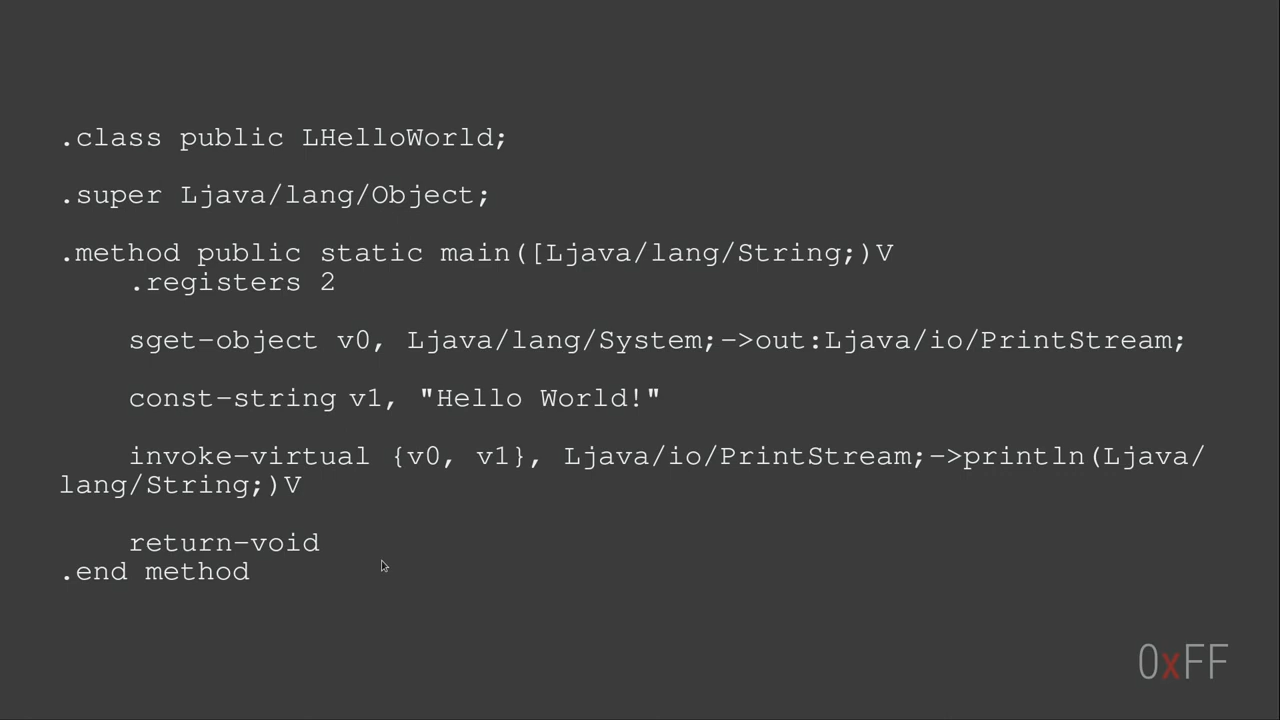 .class public LHelloWorld;
.super Ljava/lang/Object;
.method public static main([Ljava/lang/String;)V
    .registers 2
    sget-object v0, Ljava/lang/System;->out:Ljava/io/PrintStream;
    const-string v1, "Hello World!"
    invoke-virtual {v0, v1}, Ljava/io/PrintStream;->println(Ljava/
lang/String;)V
    return-void
.end method
0xFF